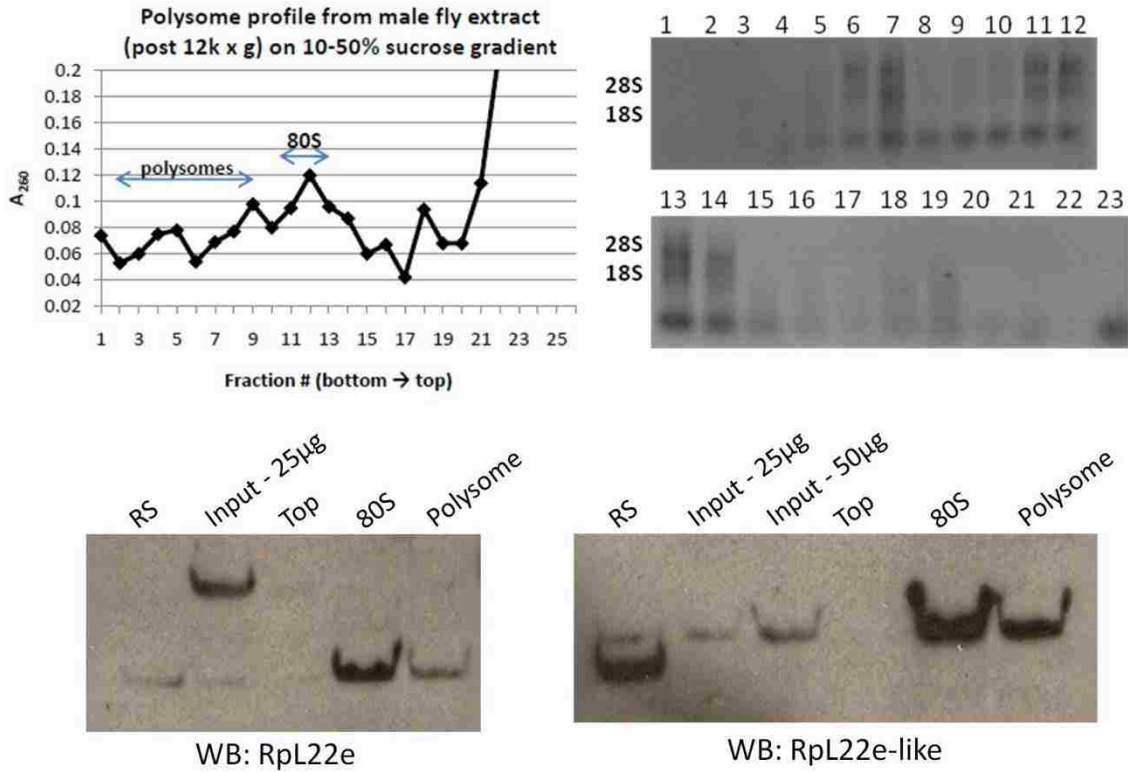 Polysome profile from male fly extract
(post 12k x g) on 10-50% sucrose gradient
0.2
0.18
0.16
0.14
0.12
0.1
0.08
0.06
0.04
0.02
A260
polysomes
80S
1 3 5 7 9 11 13 15 17 19 21 23 25
Fraction # (bottom → top)
1 2 3 4 5 6 7 8 9 10 11 12
28S
18S
13 14 15 16 17 18 19 20 21 22 23
28S
18S
RS Input - 25µg Top 80S Polysome
WB: RpL22e
RS Input - 25µg Input - 50µg Top 80S Polysome
WB: RpL22e-like